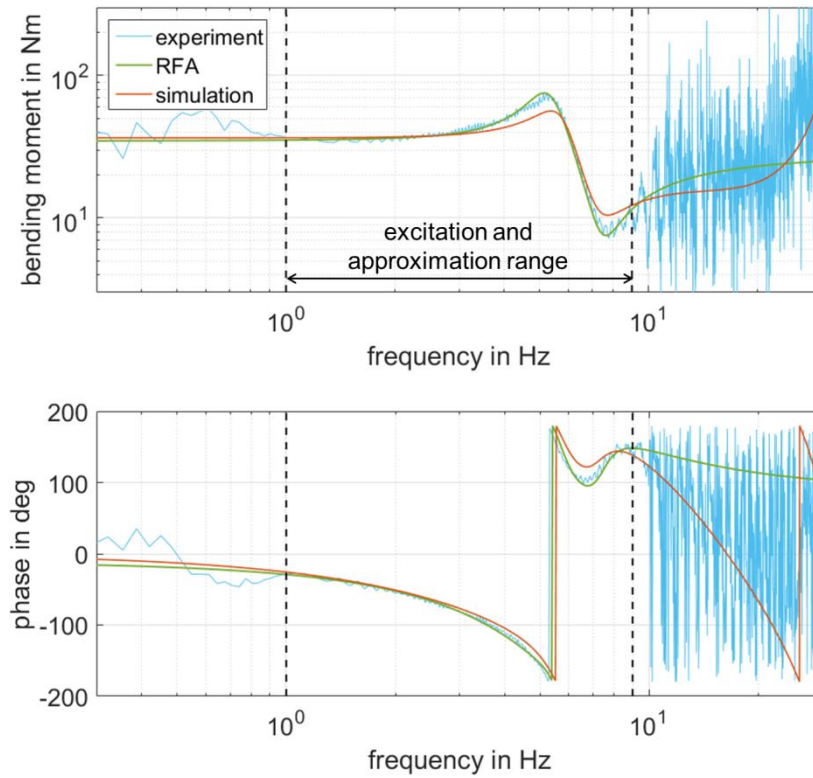 bending moment in Nm
10²
10¹
experiment
RFA
simulation
excitation and
approximation range
10⁰
10¹
frequency in Hz
phase in deg
200
100
0
-100
-200
10⁰
10¹
frequency in Hz